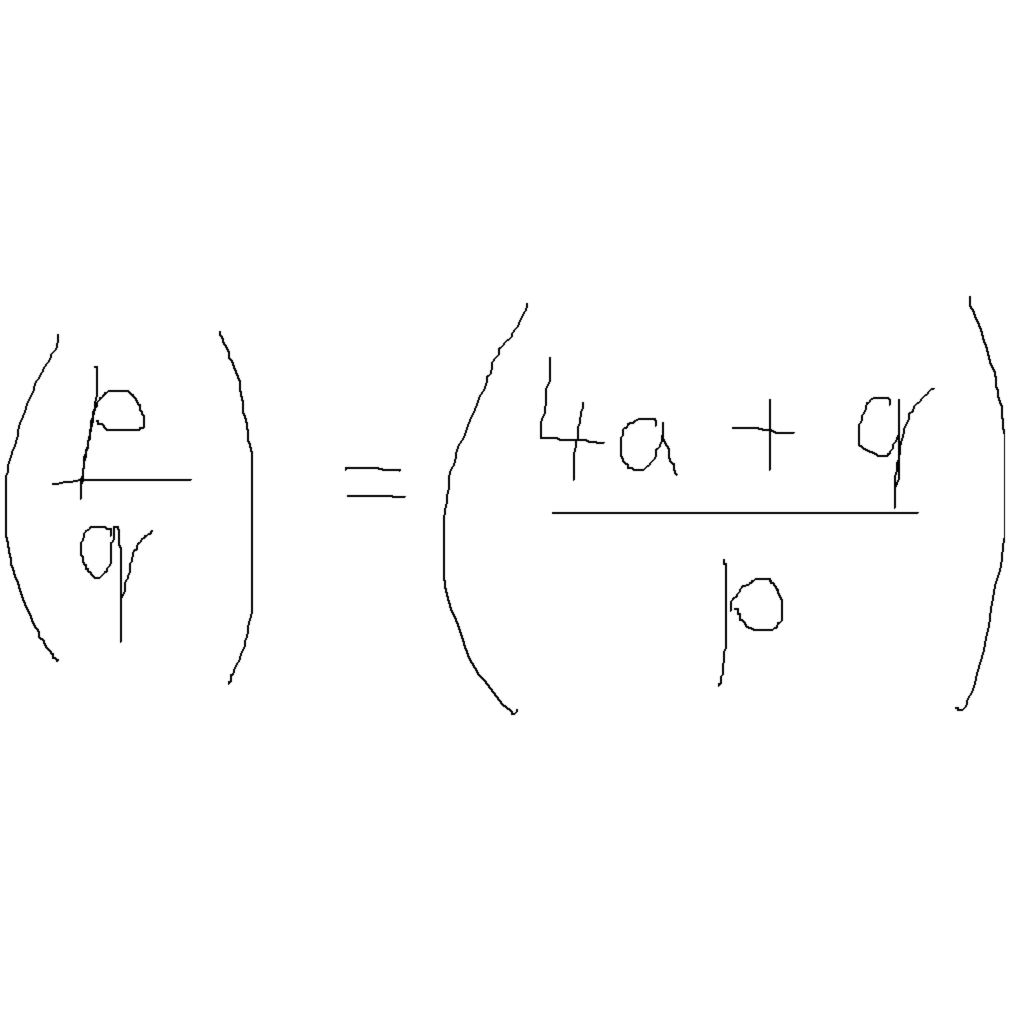 (p/q) = ((4a + q)/p)